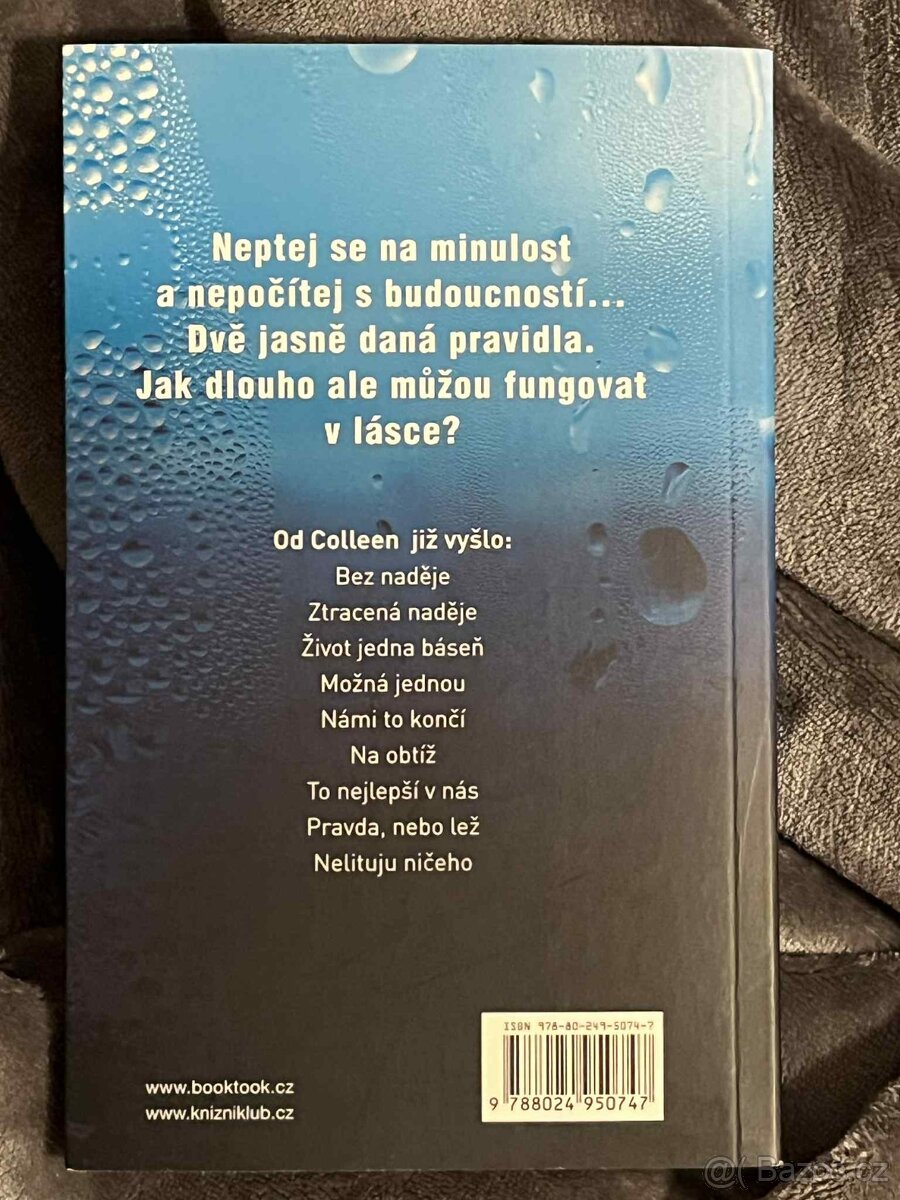 Neptej se na minulost
a nepočítej s budoucností...
Dvě jasně daná pravidla.
Jak dlouho ale můžou fungovat
v lásce?
Od Colleen již vyšlo:
Bez naděje
Ztracená naděje
Život jedna báseň
Možná jednou
Námi to končí
Na obtíž
To nejlepší v nás
Pravda, nebo lež
Nelituju ničeho
ISBN 978-80-249-5074-7
9 788024 950747
www.booktook.cz
www.knizniklub.cz
@( Bazos.cz